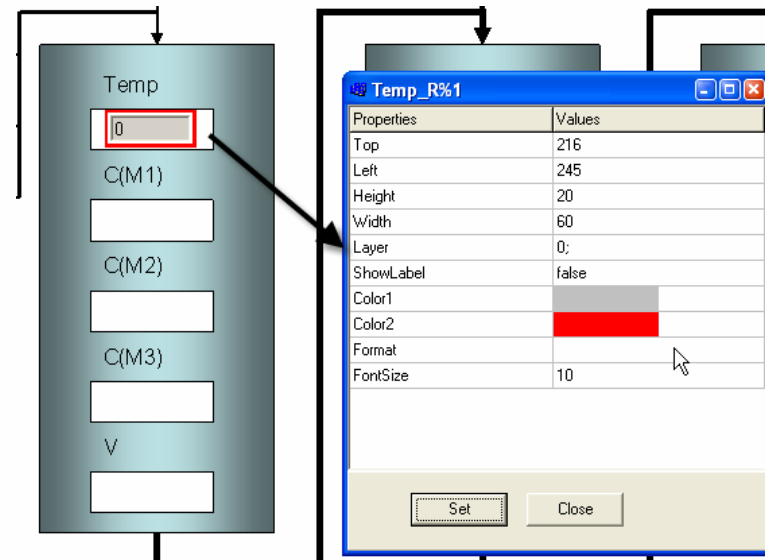 Temp
0
C(M1)
C(M2)
C(M3)
V
Temp_R%1
Properties Values
Top 216
Left 245
Height 20
Width 60
Layer 0;
ShowLabel false
Color1
Color2
Format
FontSize 10
Set Close